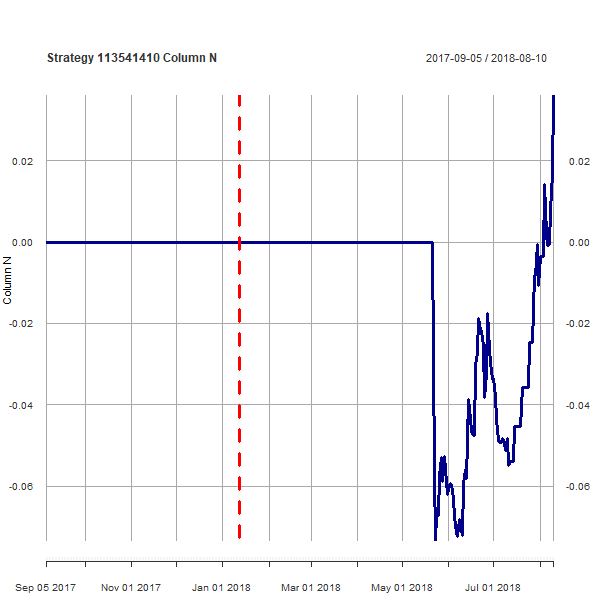 Strategy 113541410 Column N 2017-09-05 / 2018-08-10
0.02 0.02
0.00 0.00
Column N
-0.02 -0.02
-0.04 -0.04
-0.06 -0.06
Sep 05 2017 Nov 01 2017 Jan 01 2018 Mar 01 2018 May 01 2018 Jul 01 2018